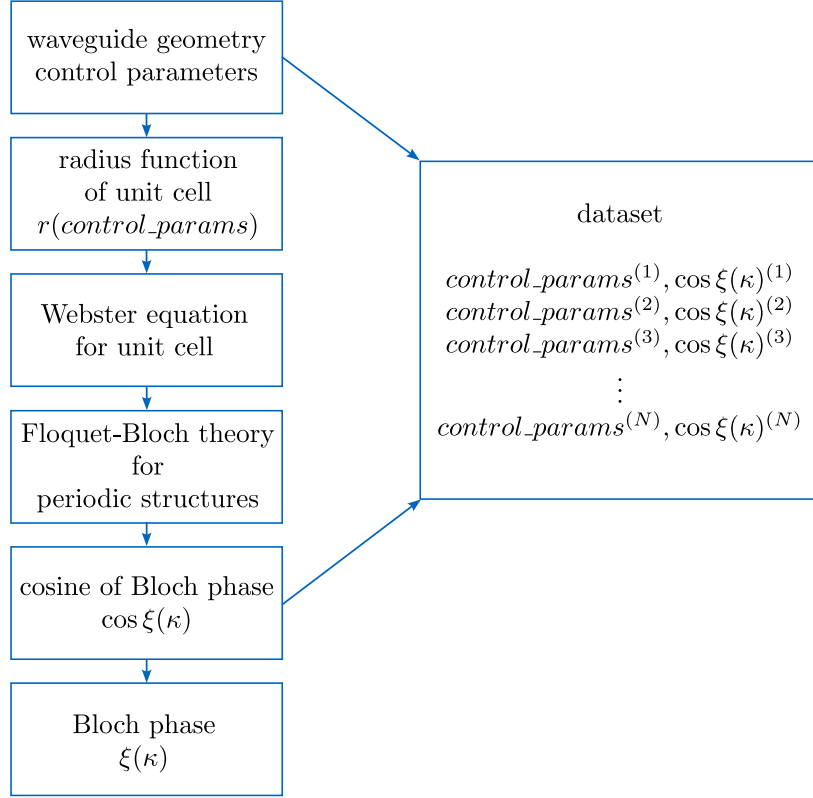 waveguide geometry
control parameters
radius function
of unit cell
r(control_params)
Webster equation
for unit cell
Floquet-Bloch theory
for
periodic structures
cosine of Bloch phase
cos ξ(κ)
Bloch phase
ξ(κ)
dataset
control_params⁽¹⁾, cos ξ(κ)⁽¹⁾
control_params⁽²⁾, cos ξ(κ)⁽²⁾
control_params⁽³⁾, cos ξ(κ)⁽³⁾
⋮
control_params⁽ᴺ⁾, cos ξ(κ)⁽ᴺ⁾